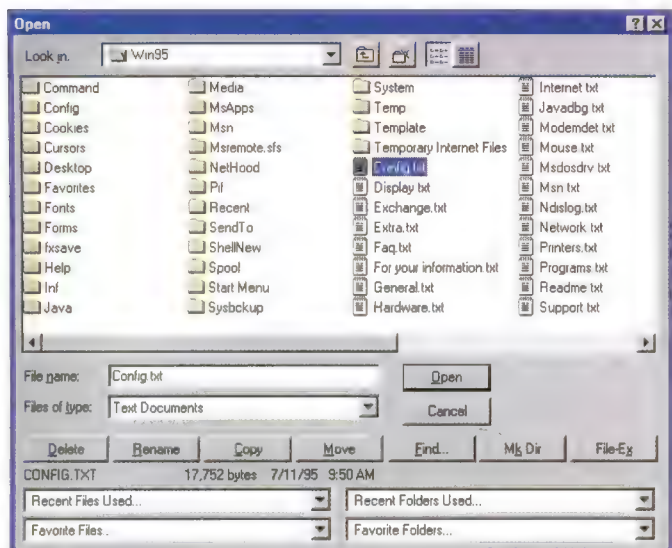 Open
Look in:
Win95
Command
Config
Cookies
Cursors
Desktop
Favorites
Fonts
Forms
fxsave
Help
Inf
Java
Media
MsApps
Msn
Msremote.sfs
NetHood
Pif
Recent
SendTo
ShellNew
Spool
Start Menu
Sysbckup
System
Temp
Template
Temporary Internet Files
Config.txt
Display.txt
Exchange.txt
Extra.txt
Faq.txt
For your information.txt
General.txt
Hardware.txt
Internet.txt
Javadbg.txt
Modemdet.txt
Mouse.txt
Msdosdrv.txt
Msn.txt
Ndislog.txt
Network.txt
Printers.txt
Programs.txt
Readme.txt
Support.txt
File name:
Config.txt
Open
Files of type:
Text Documents
Cancel
Delete
Rename
Copy
Move
Find...
Mk Dir
File-Ex
CONFIG.TXT 17,752 bytes 7/11/95 9:50 AM
Recent Files Used...
Recent Folders Used...
Favorite Files...
Favorite Folders...